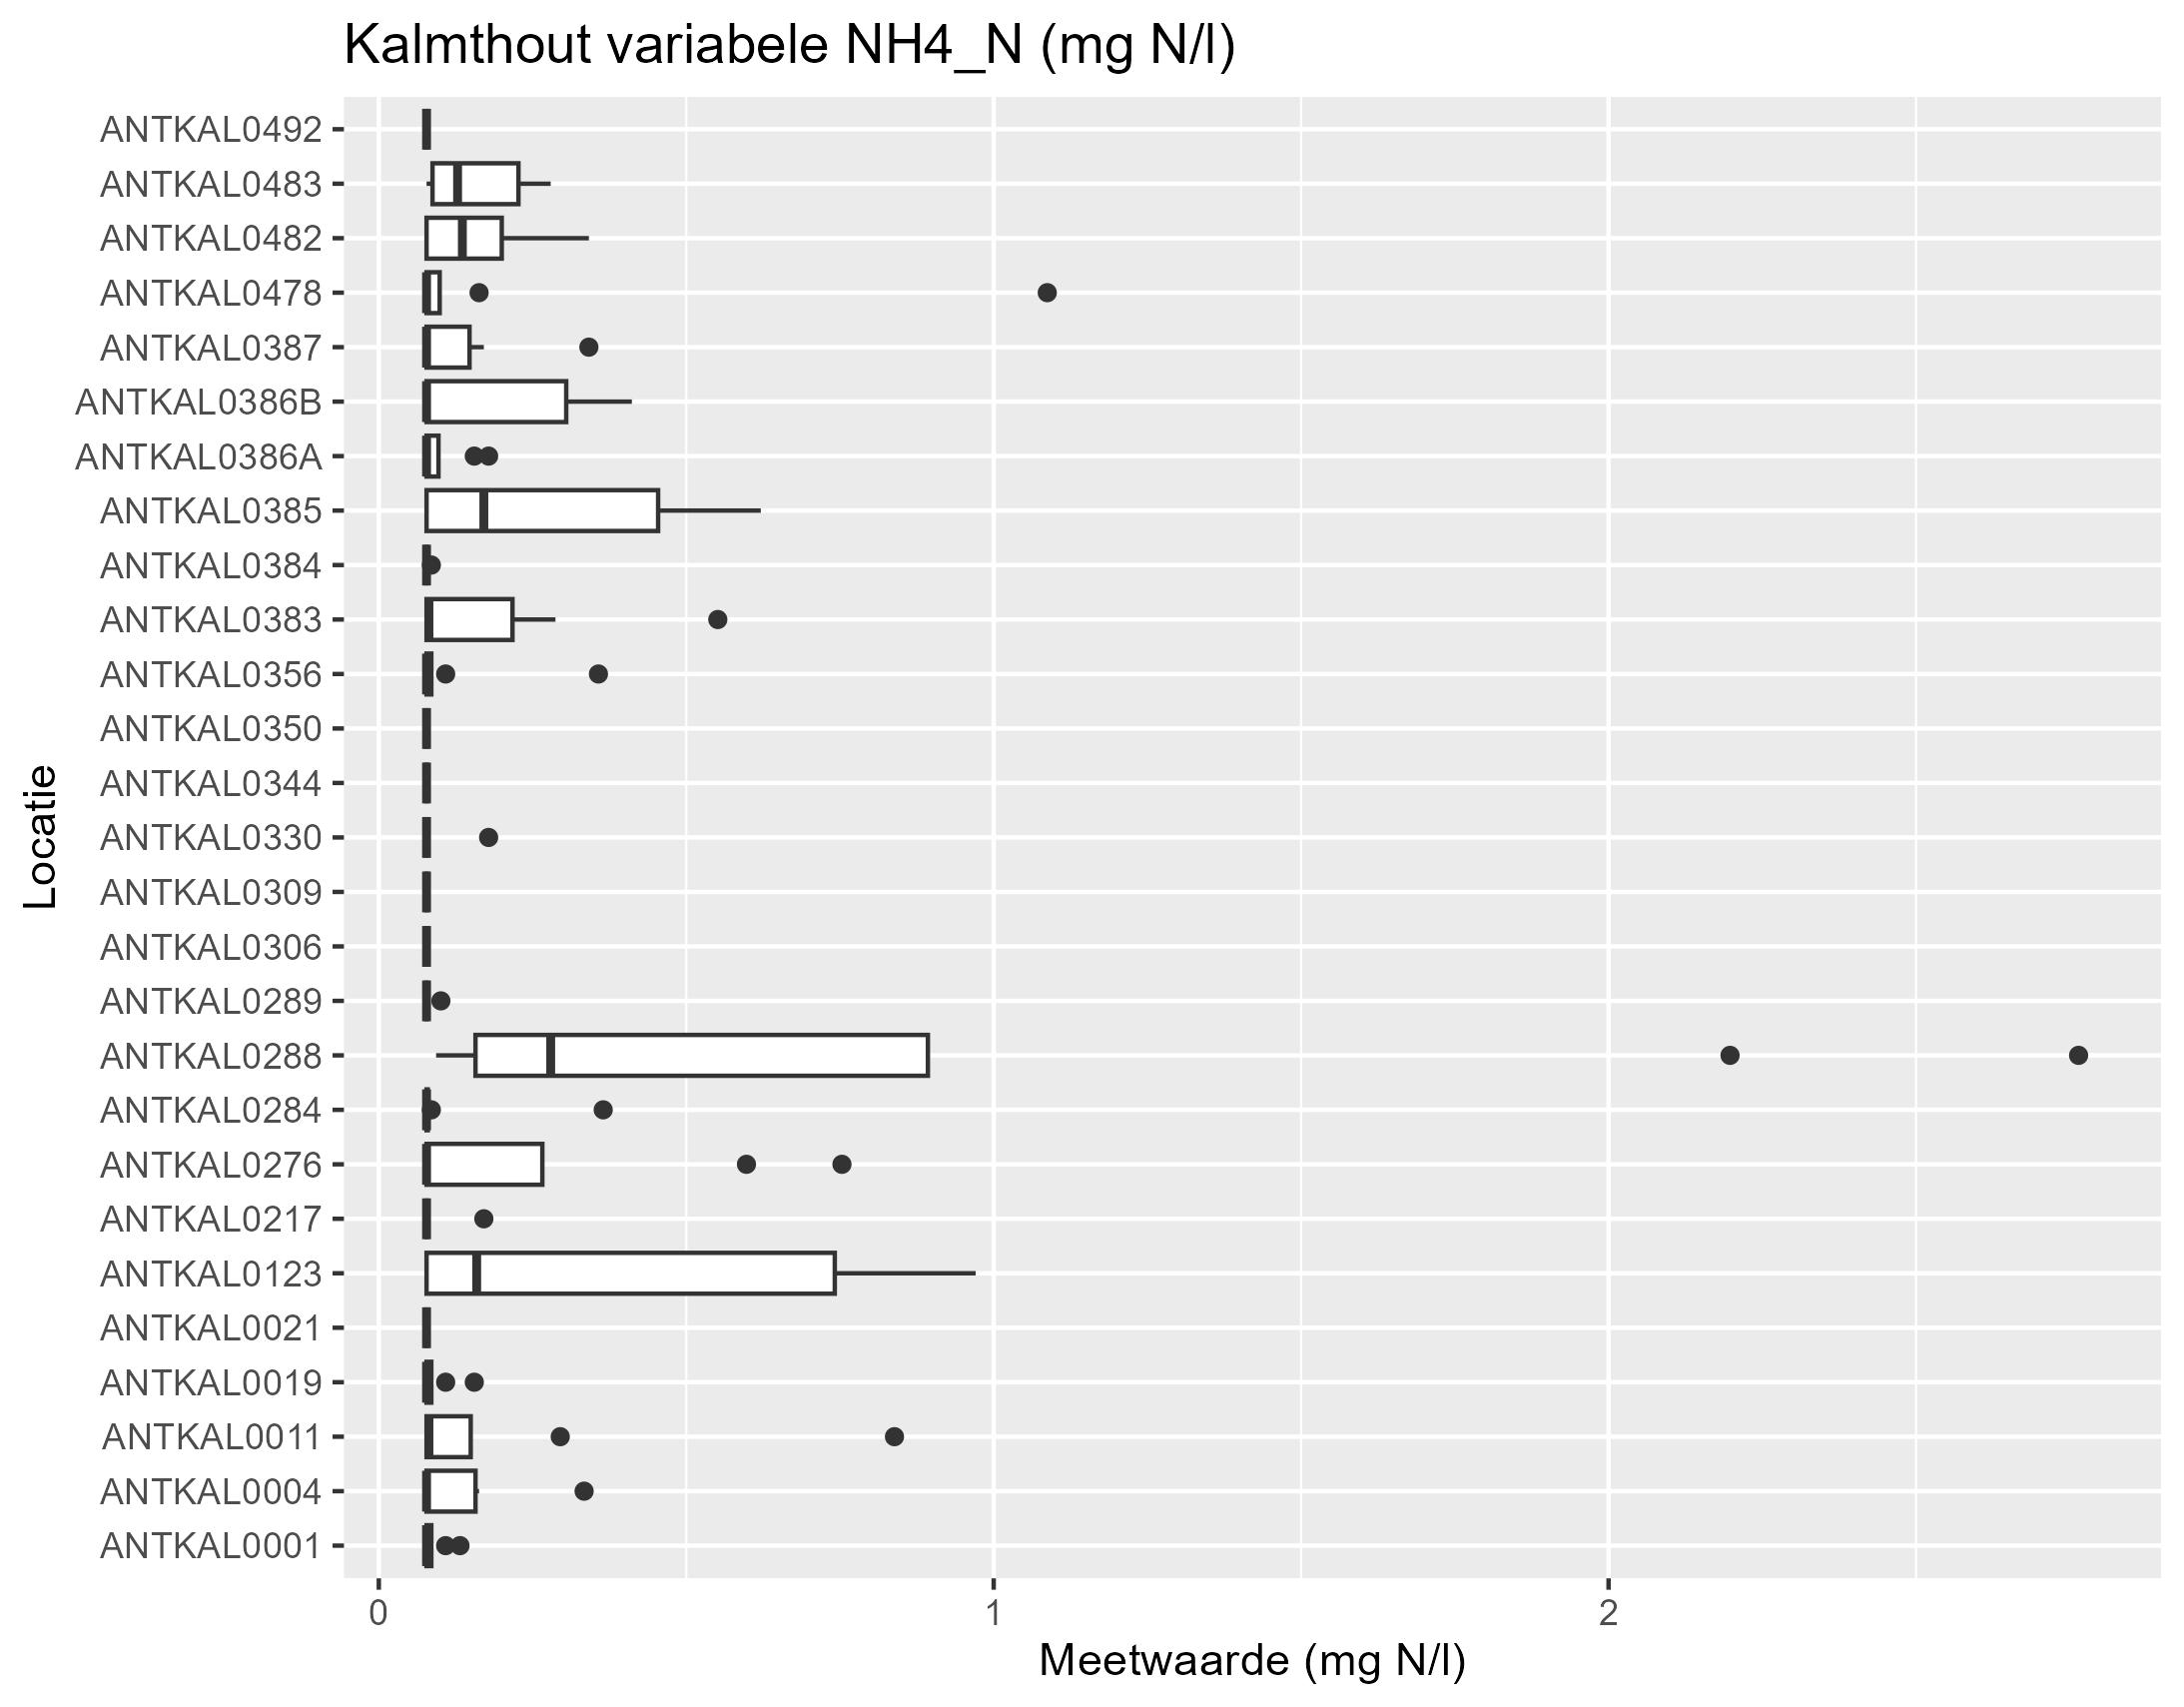 Kalmthout variabele NH4_N (mg N/l)
ANTKAL0492
ANTKAL0483
ANTKAL0482
ANTKAL0478
ANTKAL0387
ANTKAL0386B
ANTKAL0386A
ANTKAL0385
ANTKAL0384
ANTKAL0383
ANTKAL0356
ANTKAL0350
ANTKAL0344
ANTKAL0330
ANTKAL0309
ANTKAL0306
ANTKAL0289
ANTKAL0288
ANTKAL0284
ANTKAL0276
ANTKAL0217
ANTKAL0123
ANTKAL0021
ANTKAL0019
ANTKAL0011
ANTKAL0004
ANTKAL0001
Locatie
0 1 2
Meetwaarde (mg N/l)